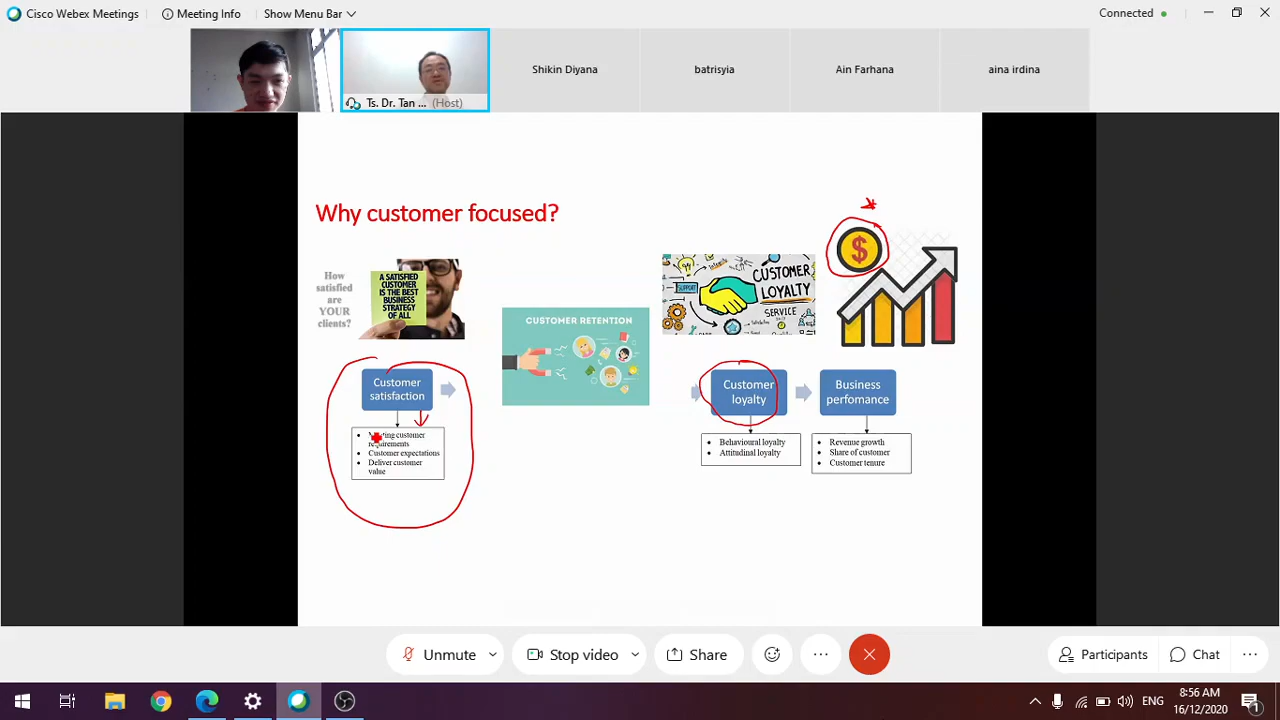 Cisco Webex Meetings
Meeting Info
Show Menu Bar
Connected
Ts. Dr. Tan ... (Host)
Shikin Diyana
batrisyia
Ain Farhana
aina irdina
Why customer focused?
How
satisfied
are
YOUR
clients?
A SATISFIED
CUSTOMER
IS THE BEST
BUSINESS
STRATEGY
OF ALL
CUSTOMER RETENTION
CUSTOMER
LOYALTY
SUPPORT
SERVICE
$
Customer
satisfaction
customer
requirements
Customer expectations
Deliver customer
value
Customer
loyalty
Behavioural loyalty
Attitudinal loyalty
Business
perfomance
Revenue growth
Share of customer
Customer tenure
Unmute
Stop video
Share
Participants
Chat
ENG
8:56 AM
16/12/2020
1